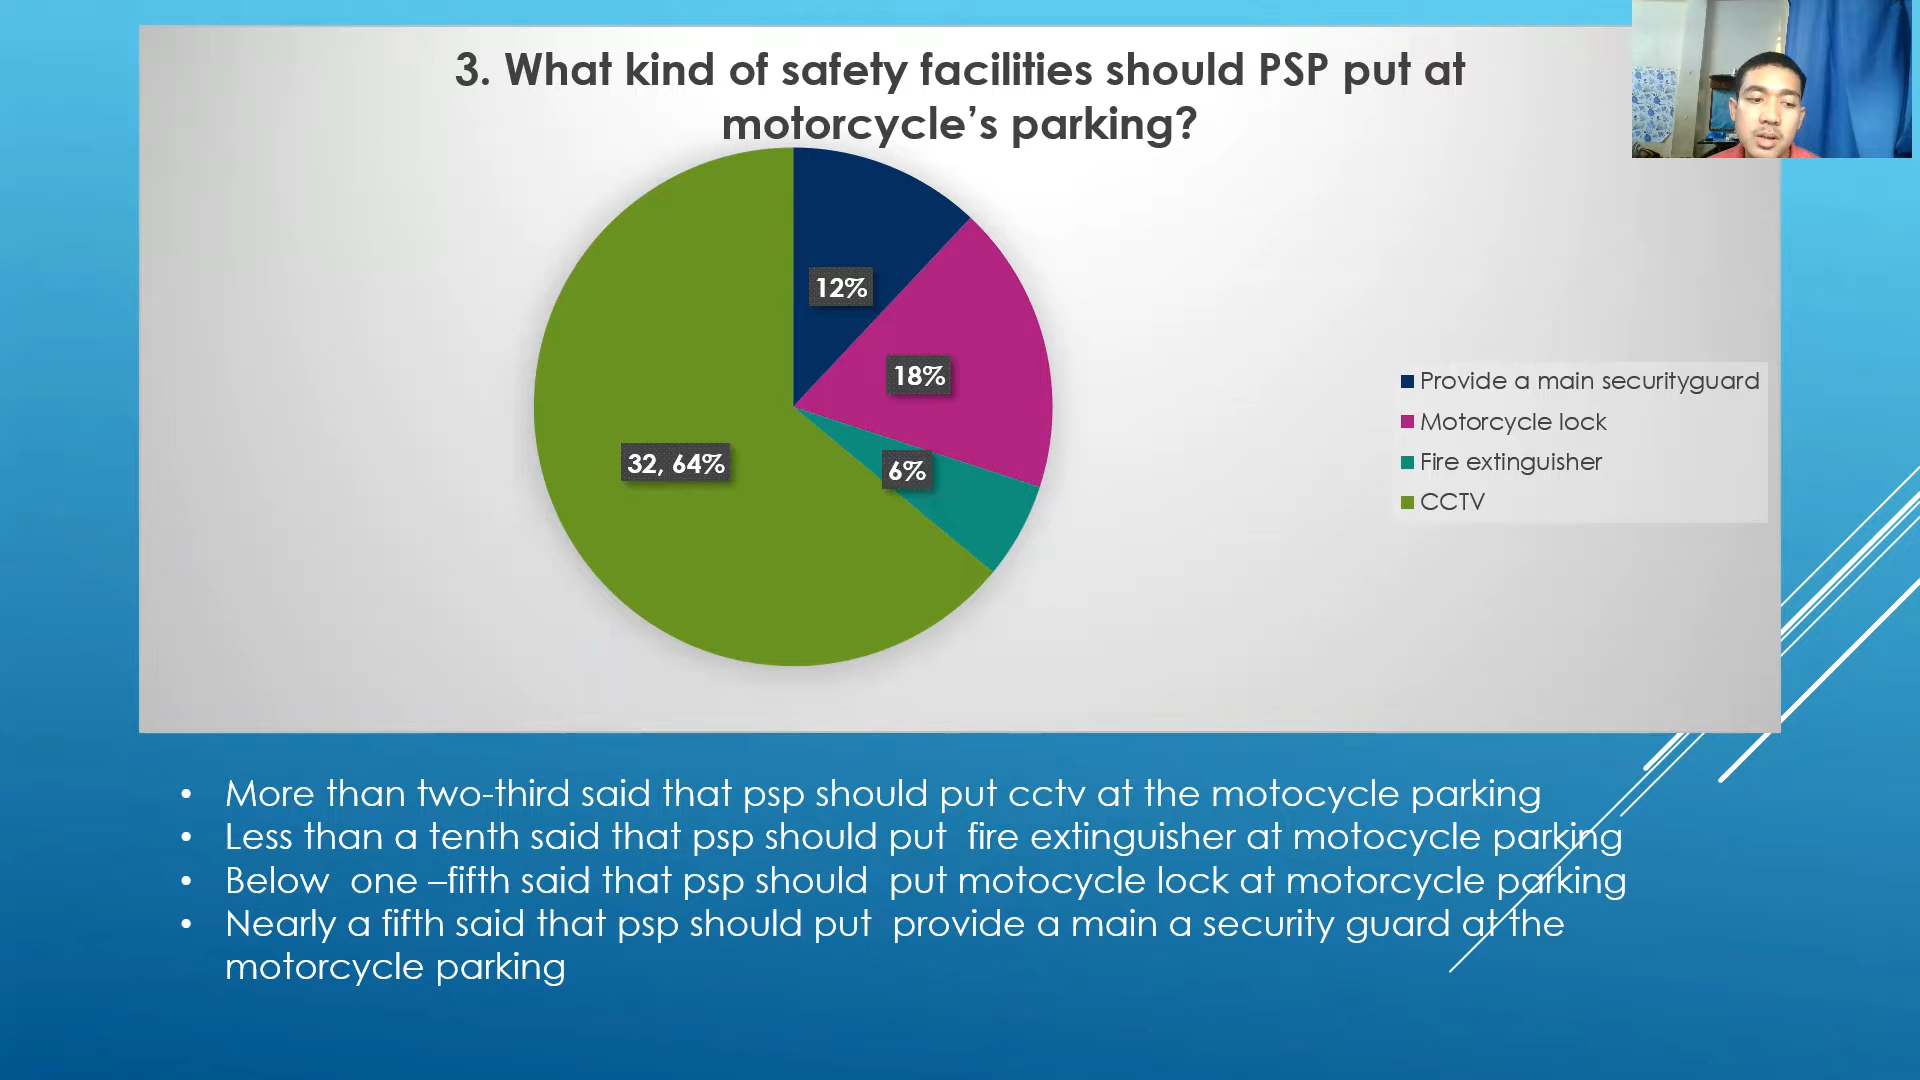 3. What kind of safety facilities should PSP put at
motorcycle’s parking?
12%
18%
32, 64%
6%
Provide a main securityguard
Motorcycle lock
Fire extinguisher
CCTV
• More than two-third said that psp should put cctv at the motocycle parking
• Less than a tenth said that psp should put fire extinguisher at motocycle parking
• Below one –fifth said that psp should put motocycle lock at motorcycle parking
• Nearly a fifth said that psp should put provide a main a security guard at the
motorcycle parking